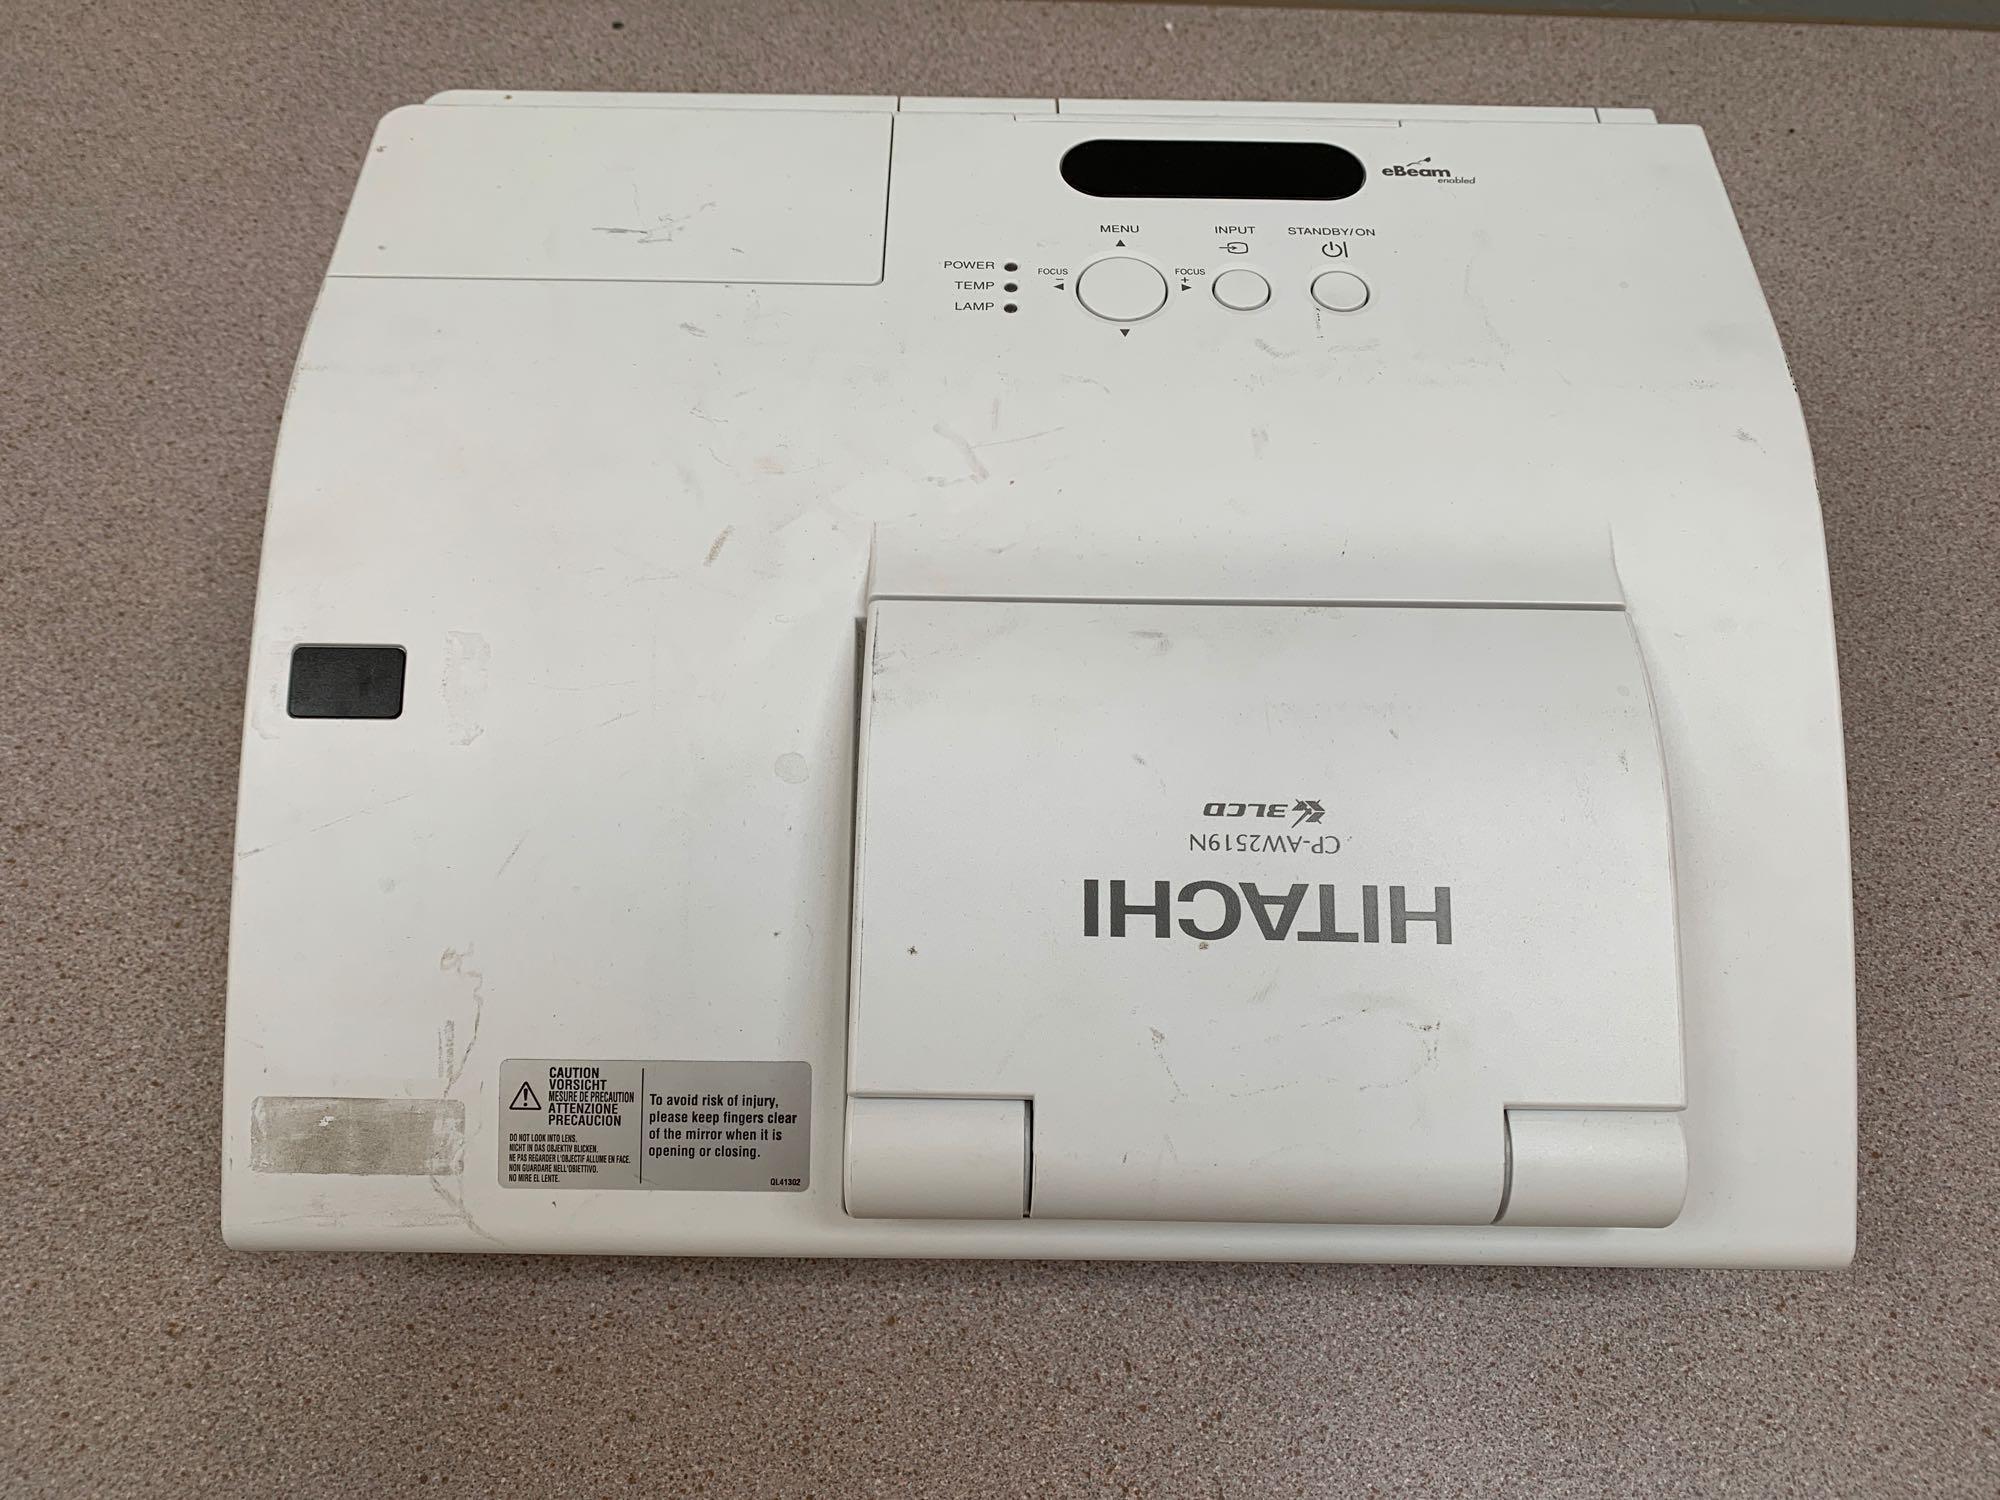 eBeam
enabled
MENU
INPUT
STANDBY/ON
POWER
TEMP
LAMP
FOCUS
−
FOCUS
+
3LCD
CP-AW2519N
HITACHI
CAUTION
VORSICHT
MESURE DE PRECAUTION
ATTENZIONE
PRECAUCION
DO NOT LOOK INTO LENS.
NICHT IN DAS OBJEKTIV BLICKEN.
NE PAS REGARDER L'OBJECTIF ALLUME EN FACE.
NON GUARDARE NELL'OBIETTIVO.
NO MIRE EL LENTE.
To avoid risk of injury,
please keep fingers clear
of the mirror when it is
opening or closing.
QL41302